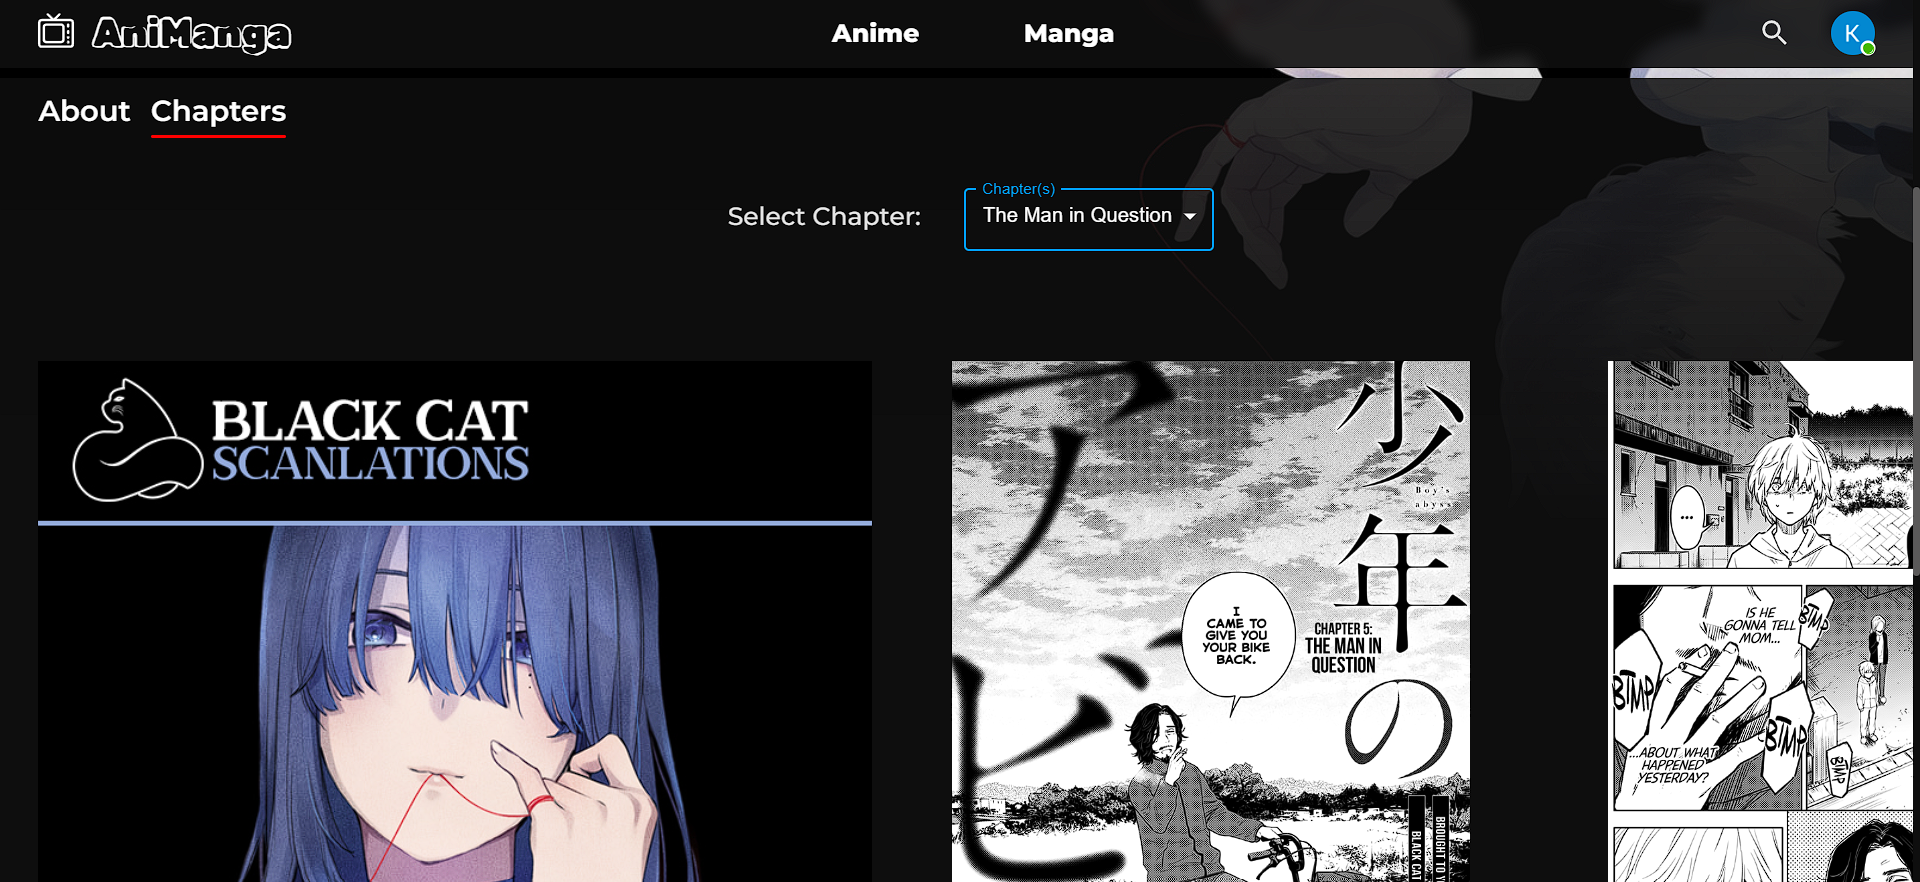 AniManga
Anime
Manga
K
About
Chapters
Select Chapter:
Chapter(s)
The Man in Question
BLACK CAT
SCANLATIONS
少年の
アビ
Boy's
abyss
I
CAME TO
GIVE YOU
YOUR BIKE
BACK.
CHAPTER 5:
THE MAN IN
QUESTION
BROUGHT TO
BLACK CAT
...
IS HE
GONNA TELL
MOM...
BTMP
BTMP
BTMP
BTMP
...ABOUT WHAT
HAPPENED
YESTERDAY?